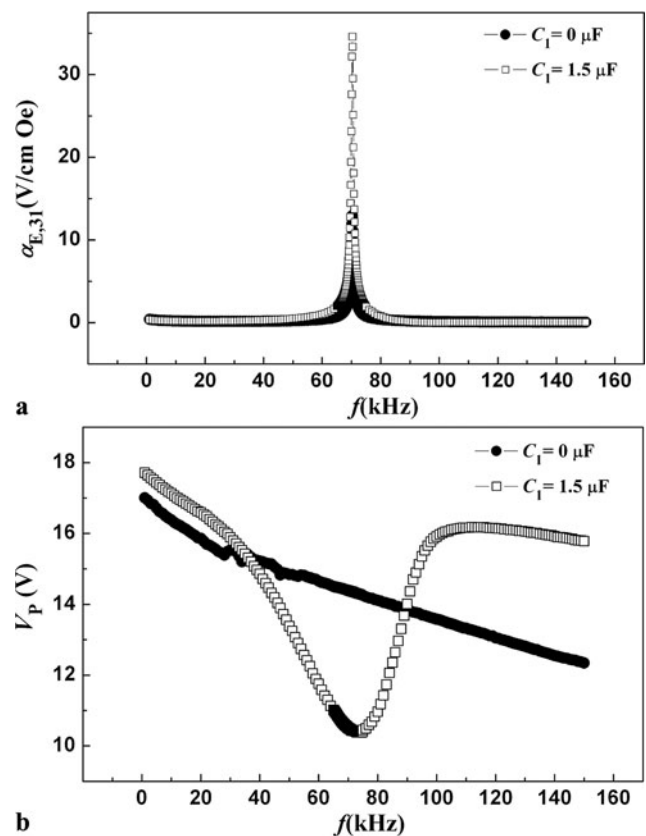 C1= 0 μF
C1= 1.5 μF
35
30
20
10
0
αE,31(V/cm Oe)
0 20 40 60 80 100 120 140 160
f(kHz)
a
C1= 0 μF
C1= 1.5 μF
18
16
14
12
10
VP (V)
0 20 40 60 80 100 120 140 160
f(kHz)
b